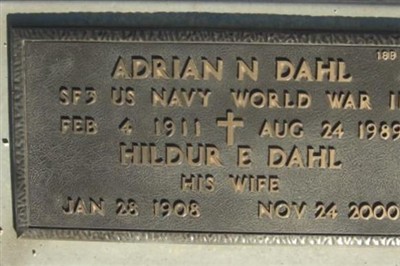 18B
ADRIAN N DAHL
SF3 US NAVY WORLD WAR II
FEB 4 1911 AUG 24 1989
HILDUR E DAHL
HIS WIFE
JAN 28 1908 NOV 24 2000